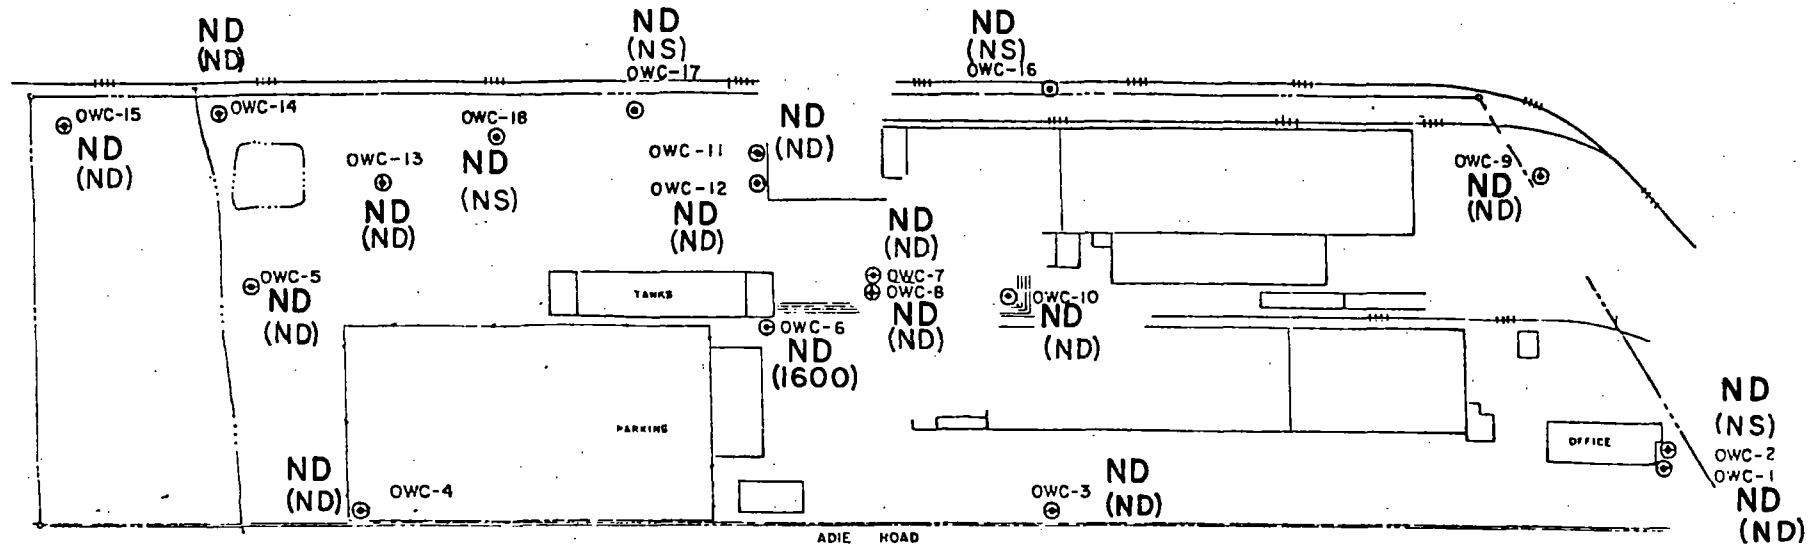 ND
(ND)
ND
(NS)
OWC-17
ND
(NS)
OWC-16
OWC-15
ND
(ND)
OWC-14
OWC-18
ND
(NS)
OWC-13
ND
(ND)
OWC-11
ND
(ND)
OWC-12
ND
(ND)
OWC-9
ND
(ND)
ND
(ND)
OWC-7
OWC-8
ND
(ND)
OWC-5
ND
(ND)
TANKS
OWC-10
ND
(ND)
OWC-6
ND
(1600)
PARKING
OFFICE
ND
(NS)
OWC-2
OWC-1
ND
(ND)
ND
(ND)
OWC-4
ND
(ND)
OWC-3
ADIE ROAD